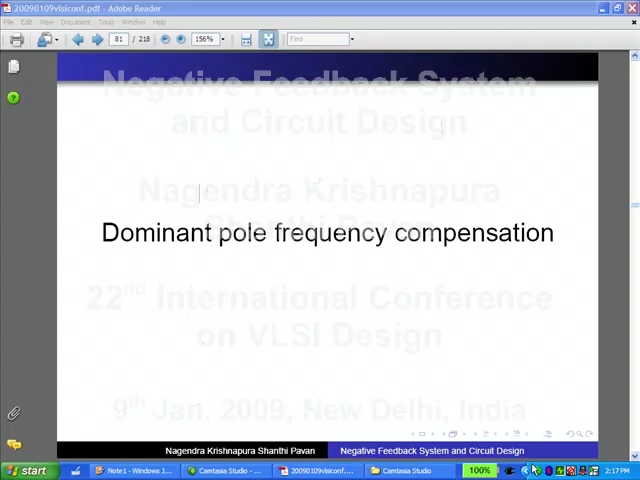 20090109vlsiconf.pdf - Adobe Reader
File Edit View Document Tools Window Help
81 / 218 156% Find
Negative Feedback System
and Circuit Design
Nagendra Krishnapura
Shanthi Pavan
Dominant pole frequency compensation
22nd International Conference
on VLSI Design
9th Jan. 2009, New Delhi, India
Nagendra Krishnapura Shanthi Pavan Negative Feedback System and Circuit Design
start Note1 - Windows J... Camtasia Studio - ... 20090109vlsiconf.... Camtasia Studio 100% 2:17 PM